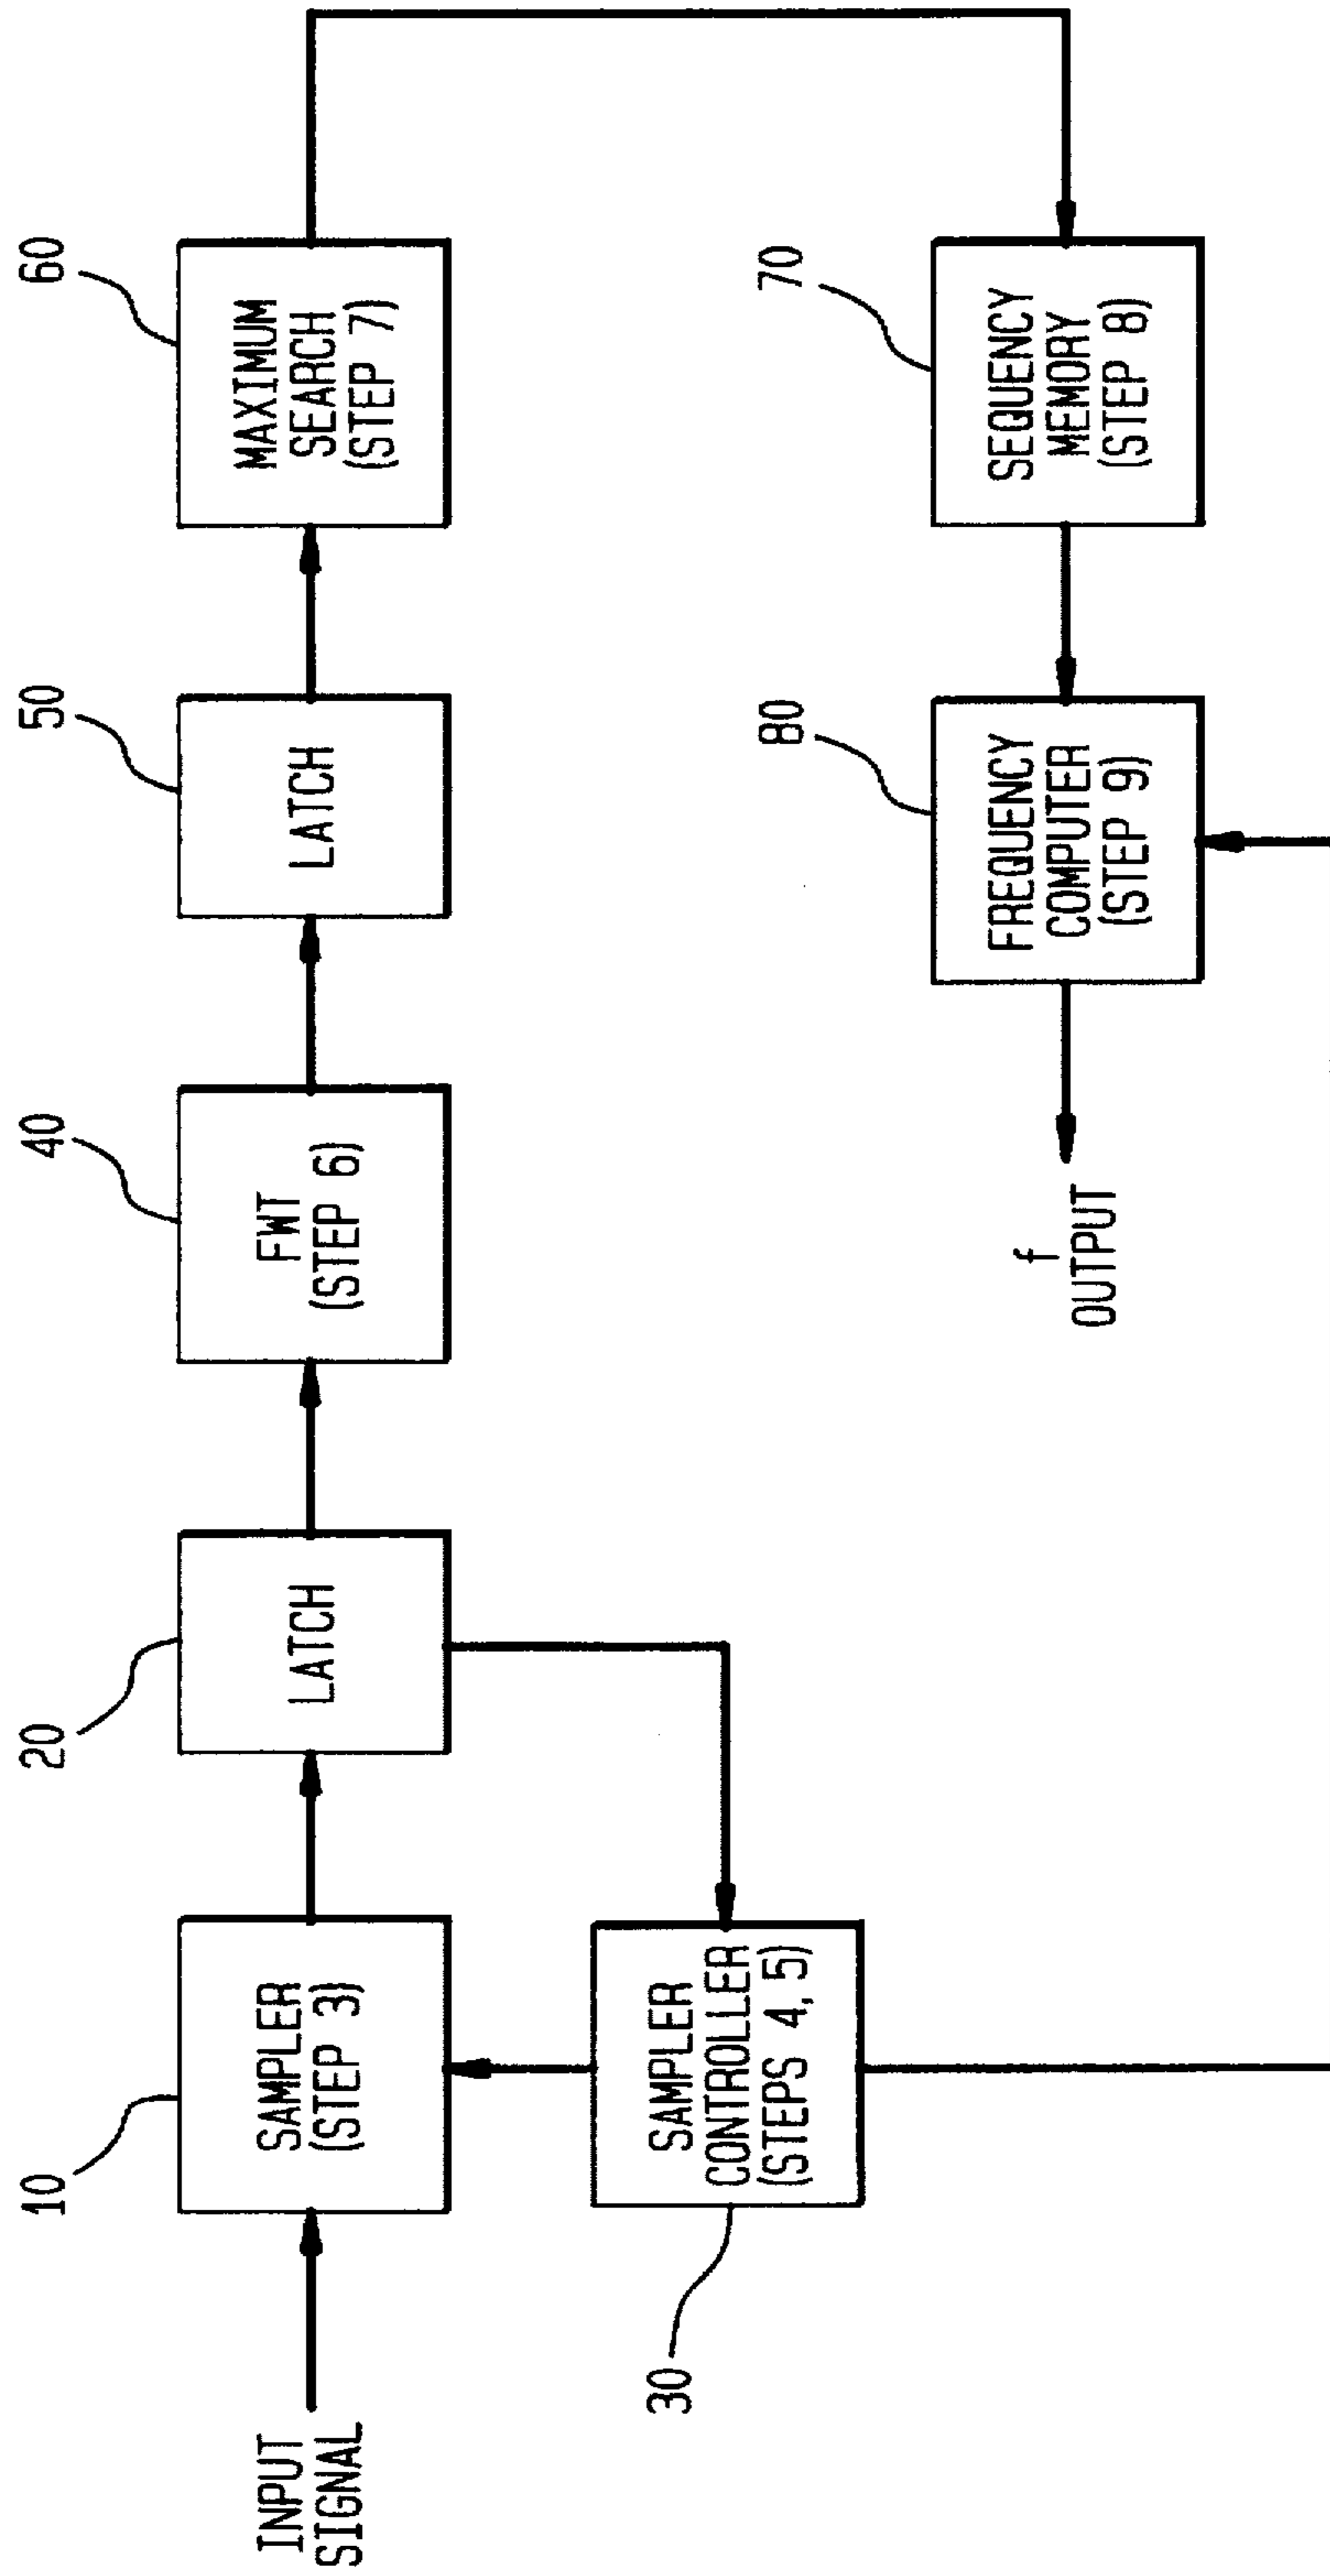 10
20
40
50
60
INPUT
SIGNAL
SAMPLER
(STEP 3)
LATCH
FWT
(STEP 6)
LATCH
MAXIMUM
SEARCH
(STEP 7)
30
SAMPLER
CONTROLLER
(STEPS 4, 5)
80
70
f
OUTPUT
FREQUENCY
COMPUTER
(STEP 9)
SEQUENCY
MEMORY
(STEP 8)